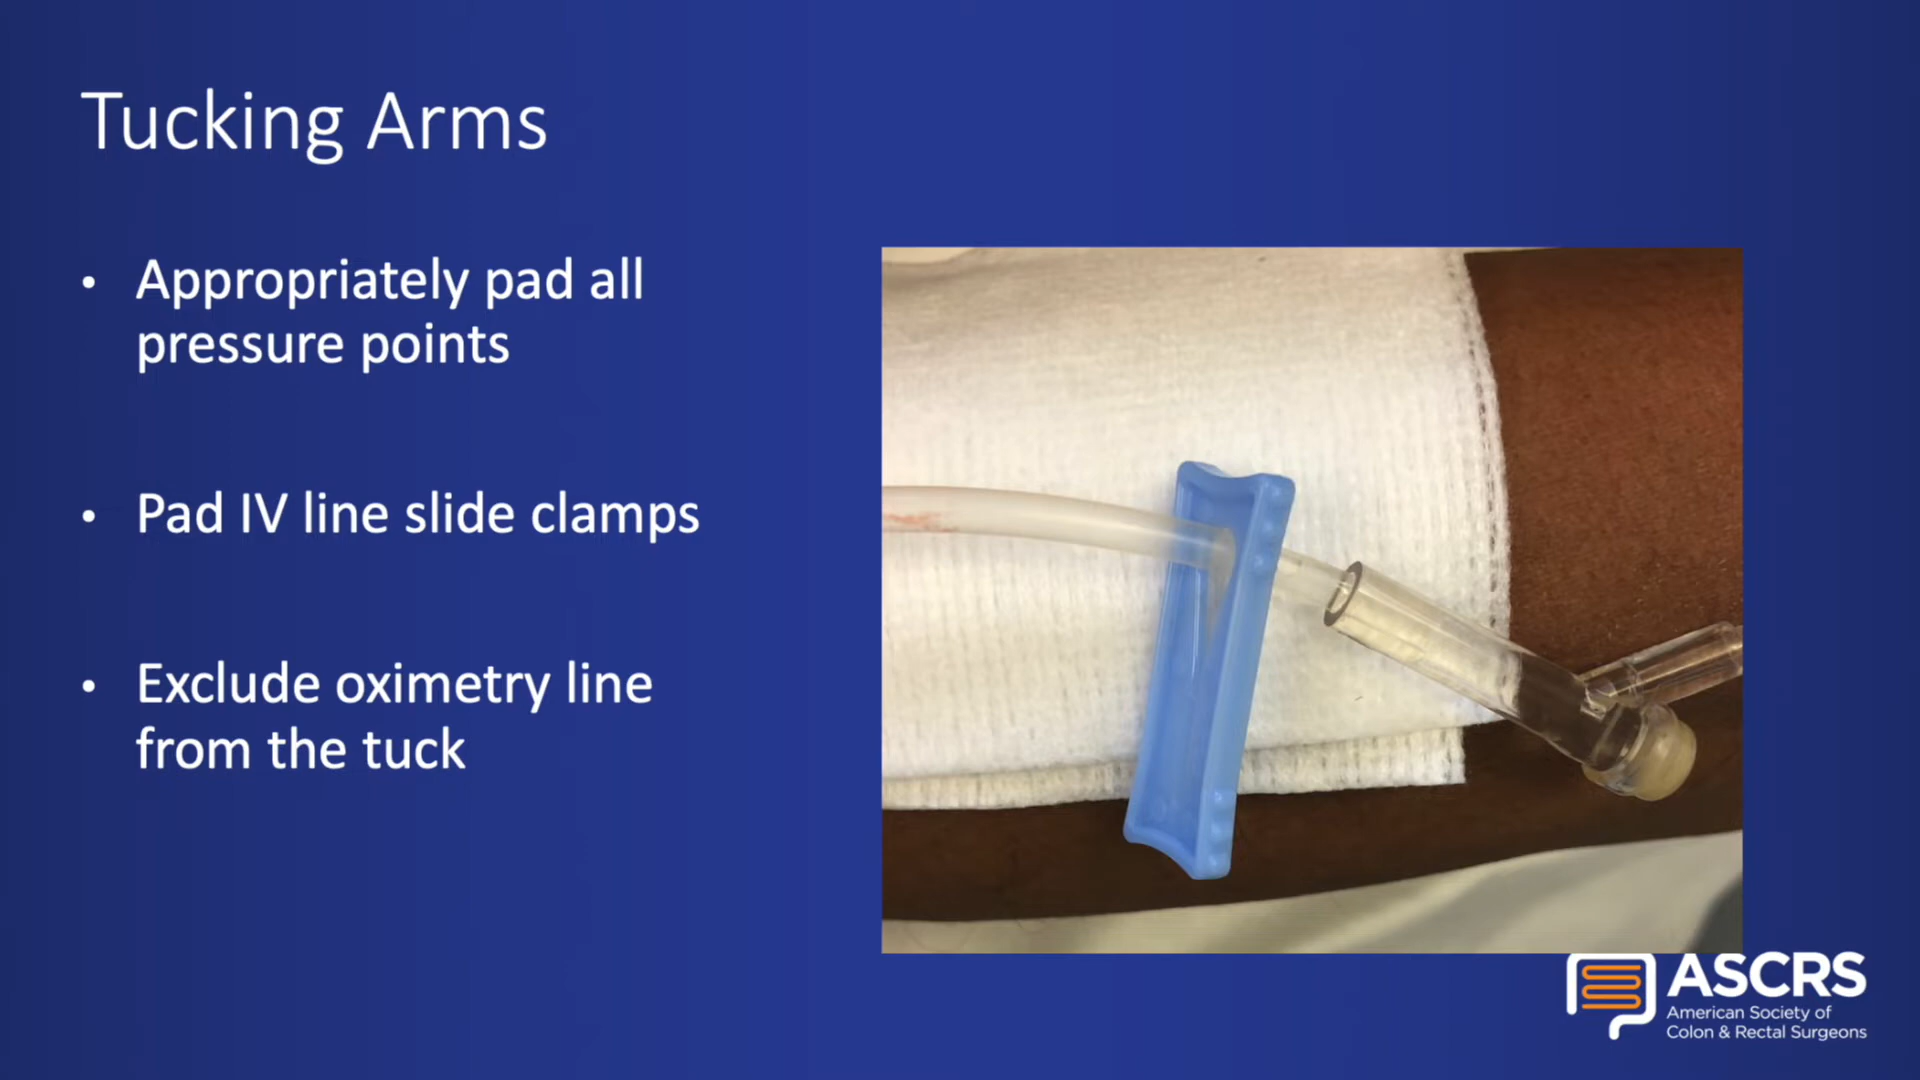 Tucking Arms
• Appropriately pad all
pressure points
• Pad IV line slide clamps
• Exclude oximetry line
from the tuck
ASCRS
American Society of
Colon & Rectal Surgeons